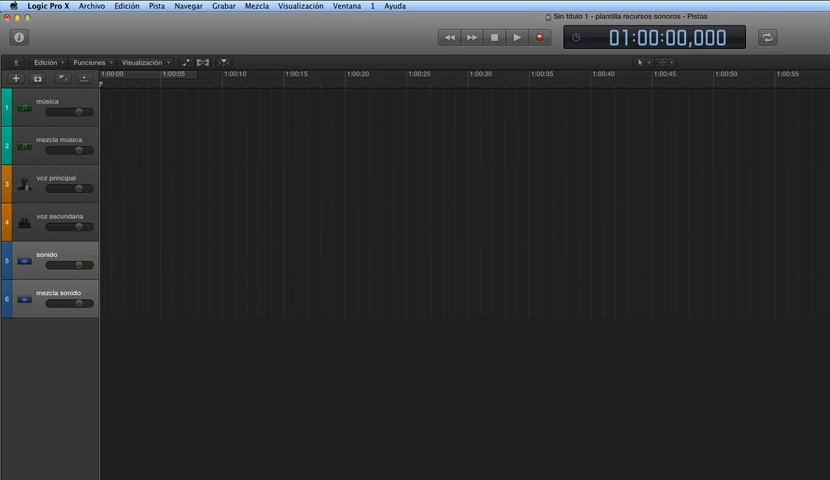 Logic Pro X Archivo Edición Pista Navegar Grabar Mezcla Visualización Ventana 1 Ayuda
Sin título 1 - plantilla recursos sonoros - Pistas
01:00:00,000
Edición Funciones Visualización
1:00:00 1:00:05 1:00:10 1:00:15 1:00:20 1:00:25 1:00:30 1:00:35 1:00:40 1:00:45 1:00:50 1:00:55
1 música
2 mezcla música
3 voz principal
4 voz secundaria
5 sonido
6 mezcla sonido